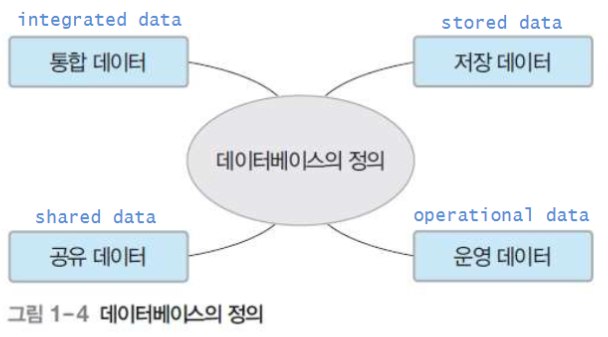 integrated data
stored data
통합 데이터
저장 데이터
데이터베이스의 정의
shared data
operational data
공유 데이터
운영 데이터
그림 1-4 데이터베이스의 정의